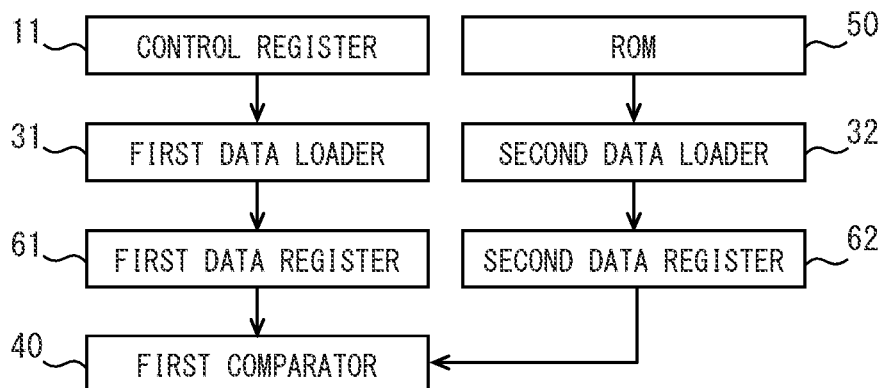 11 CONTROL REGISTER ROM 50
31 FIRST DATA LOADER SECOND DATA LOADER 32
61 FIRST DATA REGISTER SECOND DATA REGISTER 62
40 FIRST COMPARATOR